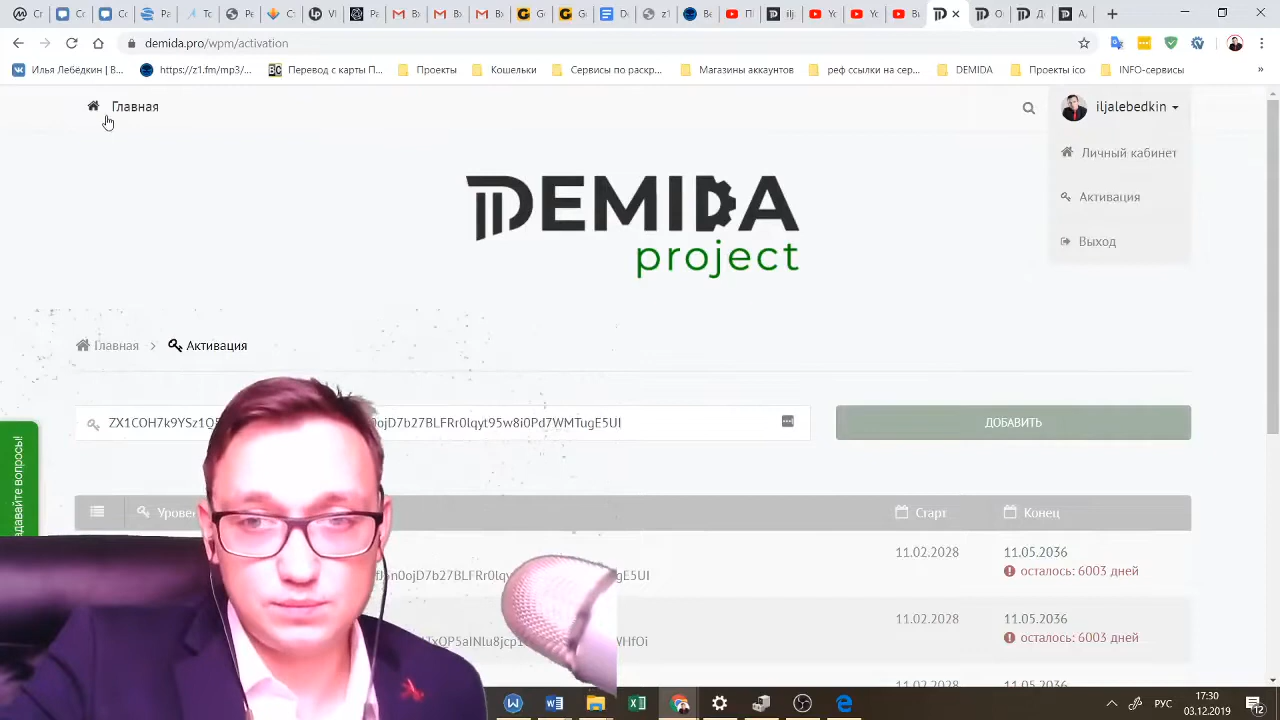 demida.pro/wpm/activation
Илья Лебёдкин | В...
https://z1.fm/mp3/...
Перевод с карты П...
Проекты
Кошельки
Сервисы по раскр...
Магазины аккаунтов
реф ссылки на сер...
DEMIDA
Проекты ico
INFO-сервисы
»
Главная
iljalebedkin
Личный кабинет
Активация
Выход
DEMIDA
project
Главная > Активация
ДОБАВИТЬ
адавайте вопросы!
Старт
Конец
11.02.2028
11.05.2036
осталось: 6003 дней
11.02.2028
11.05.2036
осталось: 6003 дней
РУС
17:30
03.12.2019